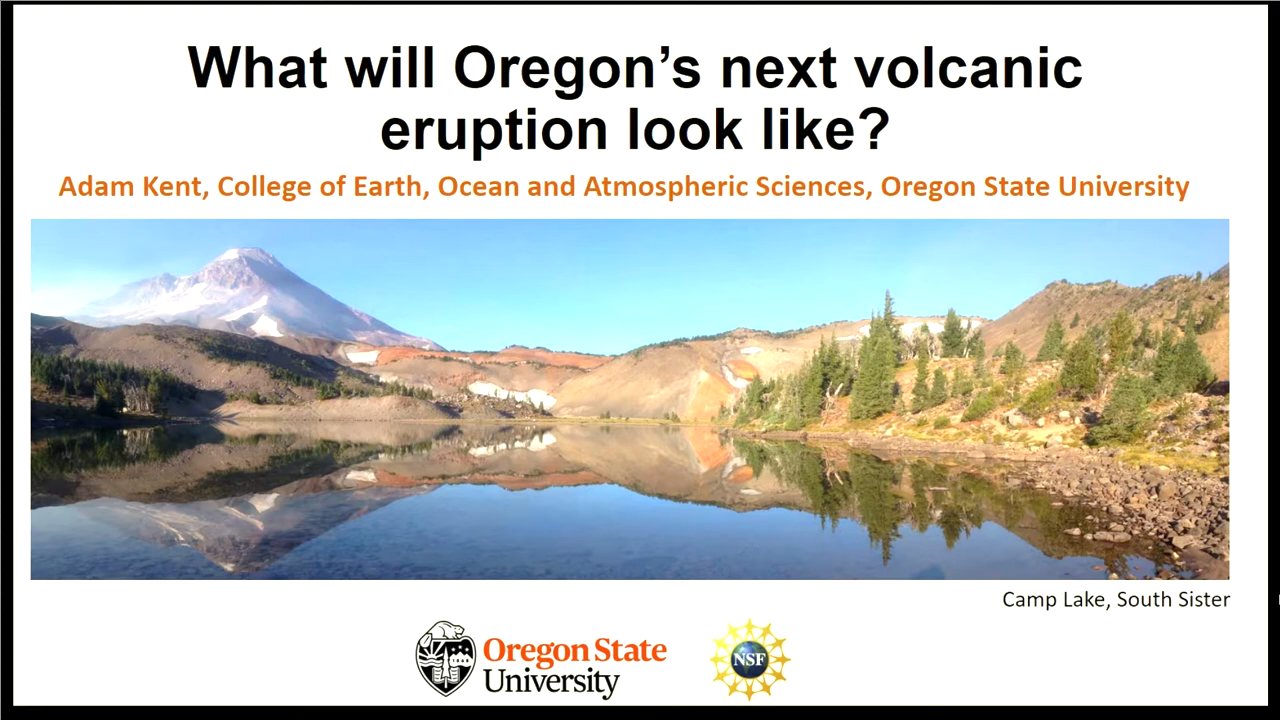 What will Oregon’s next volcanic
eruption look like?
Adam Kent, College of Earth, Ocean and Atmospheric Sciences, Oregon State University
Camp Lake, South Sister
Oregon State
University
NSF